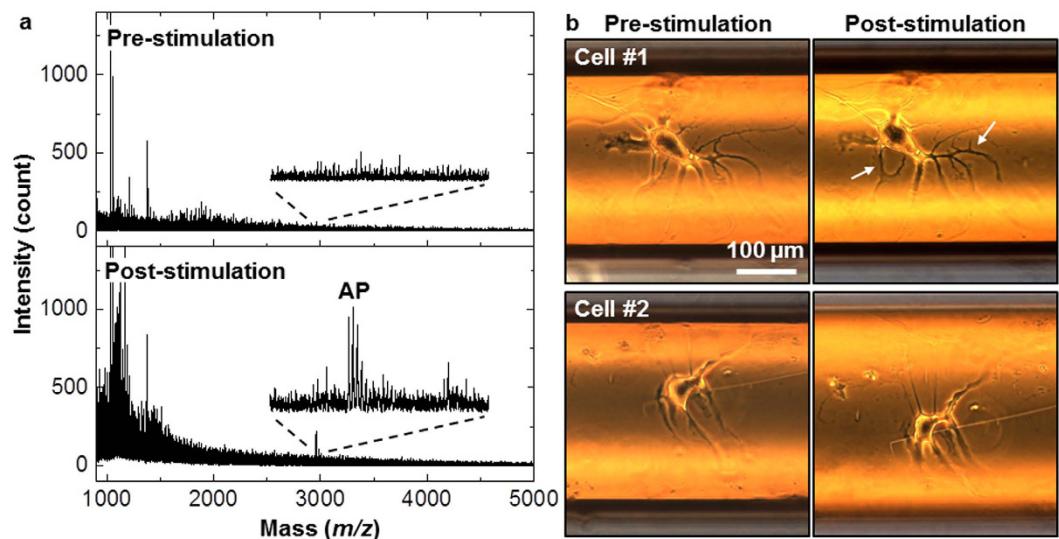 a
Pre-stimulation
1000
500
0
Post-stimulation
AP
1000
500
0
1000
2000
3000
4000
5000
Intensity (count)
Mass (m/z)
b
Pre-stimulation
Post-stimulation
Cell #1
100 µm
Cell #2